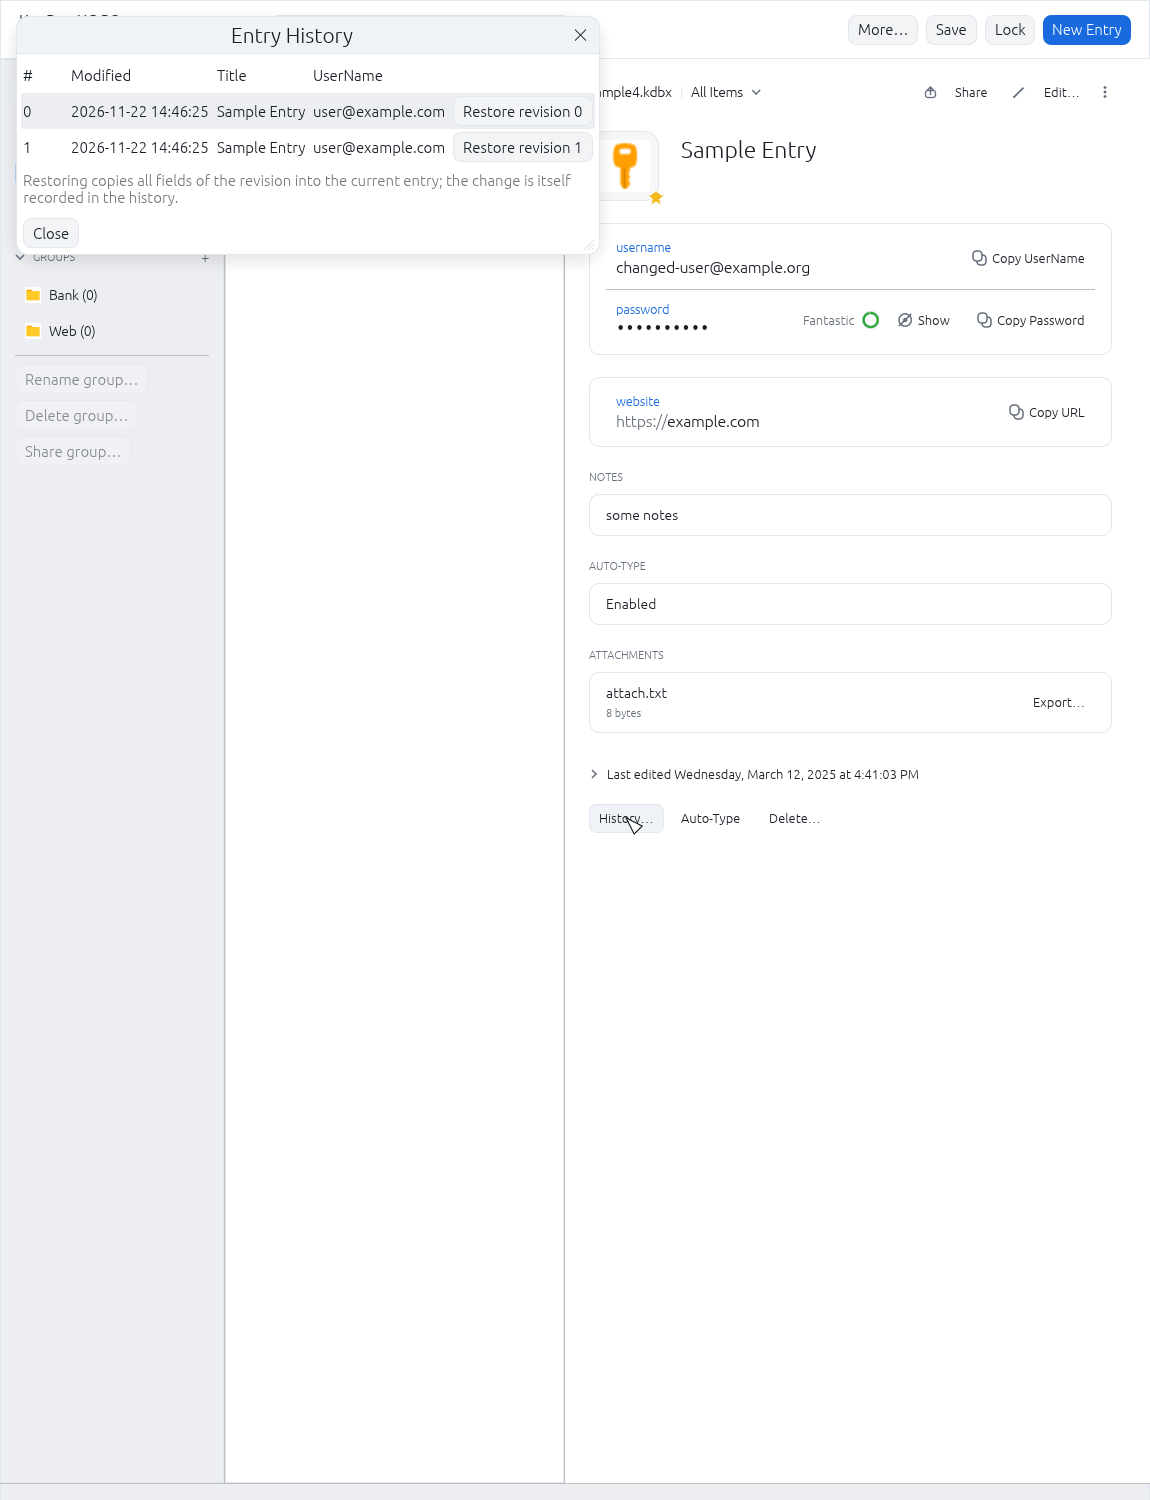 Entry History
# Modified Title UserName
0 2026-11-22 14:46:25 Sample Entry user@example.com Restore revision 0
1 2026-11-22 14:46:25 Sample Entry user@example.com Restore revision 1
Restoring copies all fields of the revision into the current entry; the change is itself
recorded in the history.
Close
More… Save Lock New Entry
mple4.kdbx All Items Share Edit…
Sample Entry
GROUPS +
Bank (0)
Web (0)
Rename group…
Delete group…
Share group…
username
changed-user@example.org Copy UserName
password
•••••••••• Fantastic Show Copy Password
website
https://example.com Copy URL
NOTES
some notes
AUTO-TYPE
Enabled
ATTACHMENTS
attach.txt
8 bytes
Export…
Last edited Wednesday, March 12, 2025 at 4:41:03 PM
History… Auto-Type Delete…